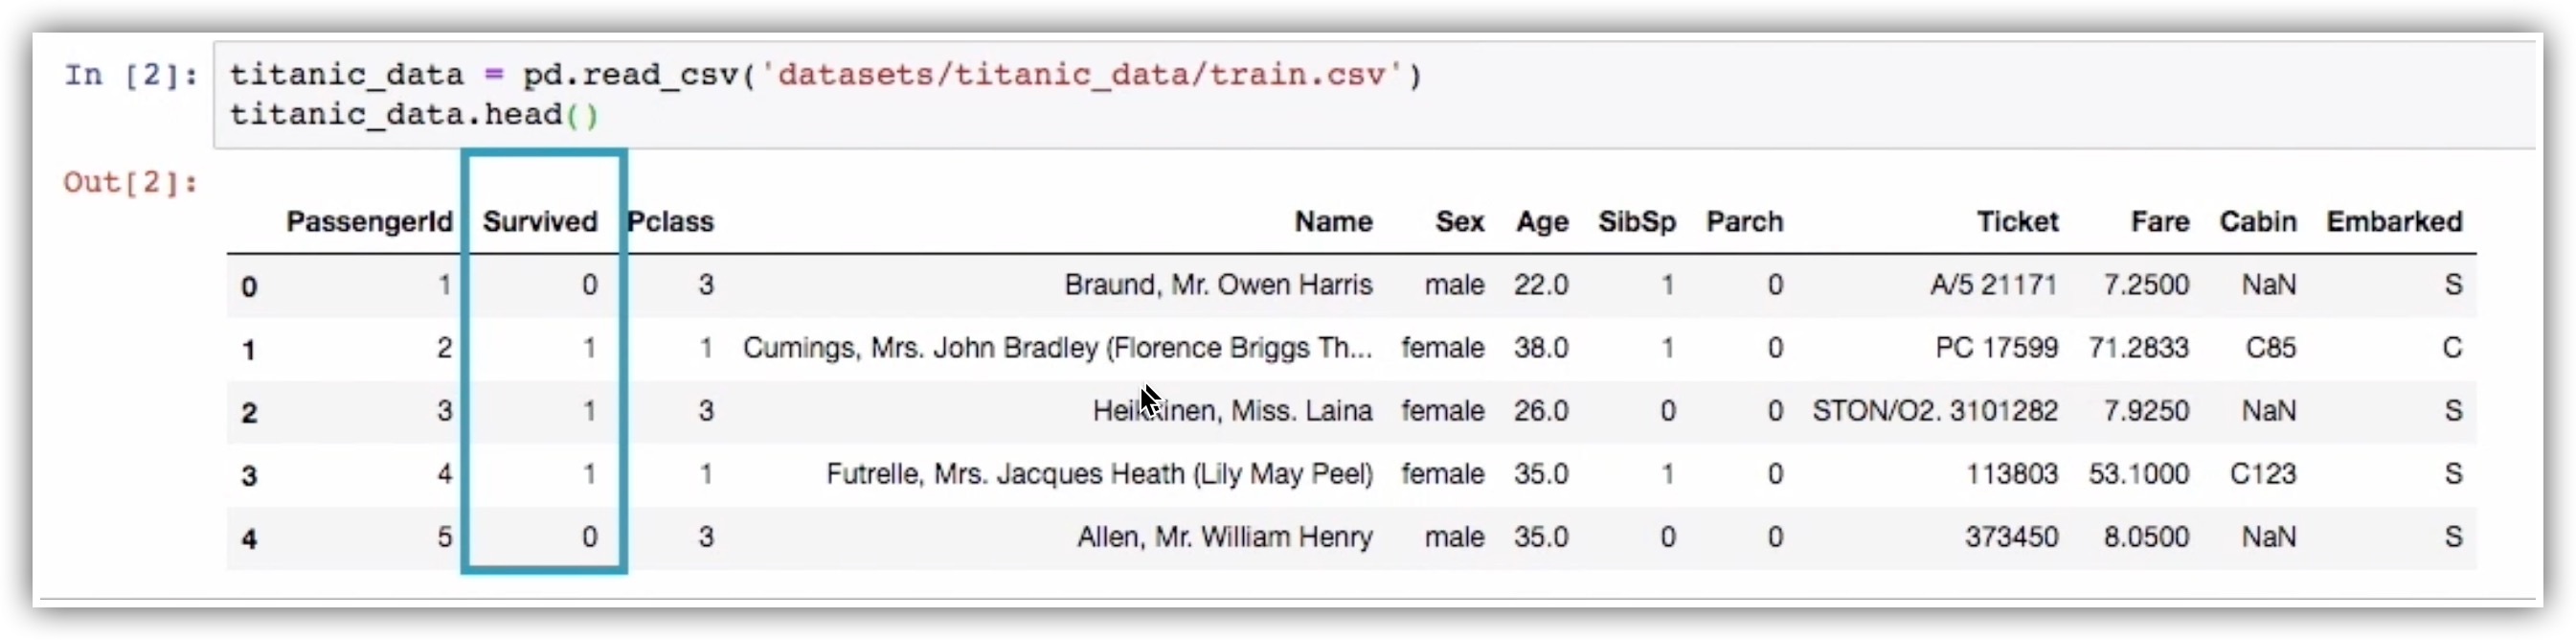 In [2]: titanic_data = pd.read_csv('datasets/titanic_data/train.csv')
titanic_data.head()
Out[2]:
PassengerId Survived Pclass Name Sex Age SibSp Parch Ticket Fare Cabin Embarked
0 1 0 3 Braund, Mr. Owen Harris male 22.0 1 0 A/5 21171 7.2500 NaN S
1 2 1 1 Cumings, Mrs. John Bradley (Florence Briggs Th... female 38.0 1 0 PC 17599 71.2833 C85 C
2 3 1 3 Heikkinen, Miss. Laina female 26.0 0 0 STON/O2. 3101282 7.9250 NaN S
3 4 1 1 Futrelle, Mrs. Jacques Heath (Lily May Peel) female 35.0 1 0 113803 53.1000 C123 S
4 5 0 3 Allen, Mr. William Henry male 35.0 0 0 373450 8.0500 NaN S